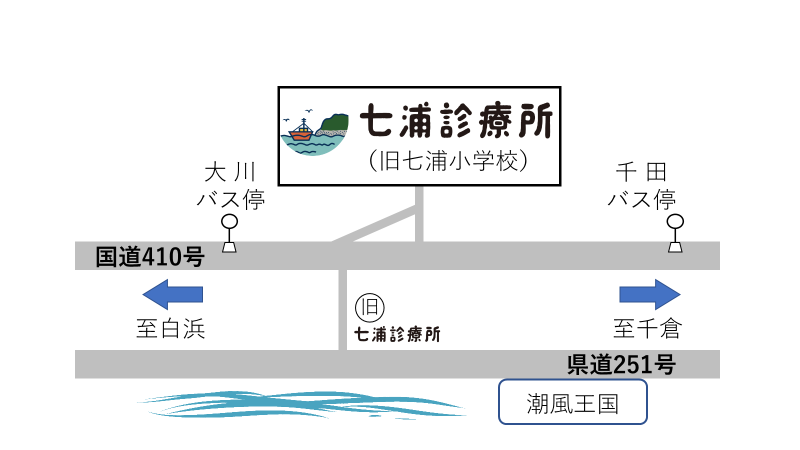 七浦診療所
（旧七浦小学校）
大川
バス停
千田
バス停
国道410号
至白浜
旧
七浦診療所
至千倉
県道251号
潮風王国